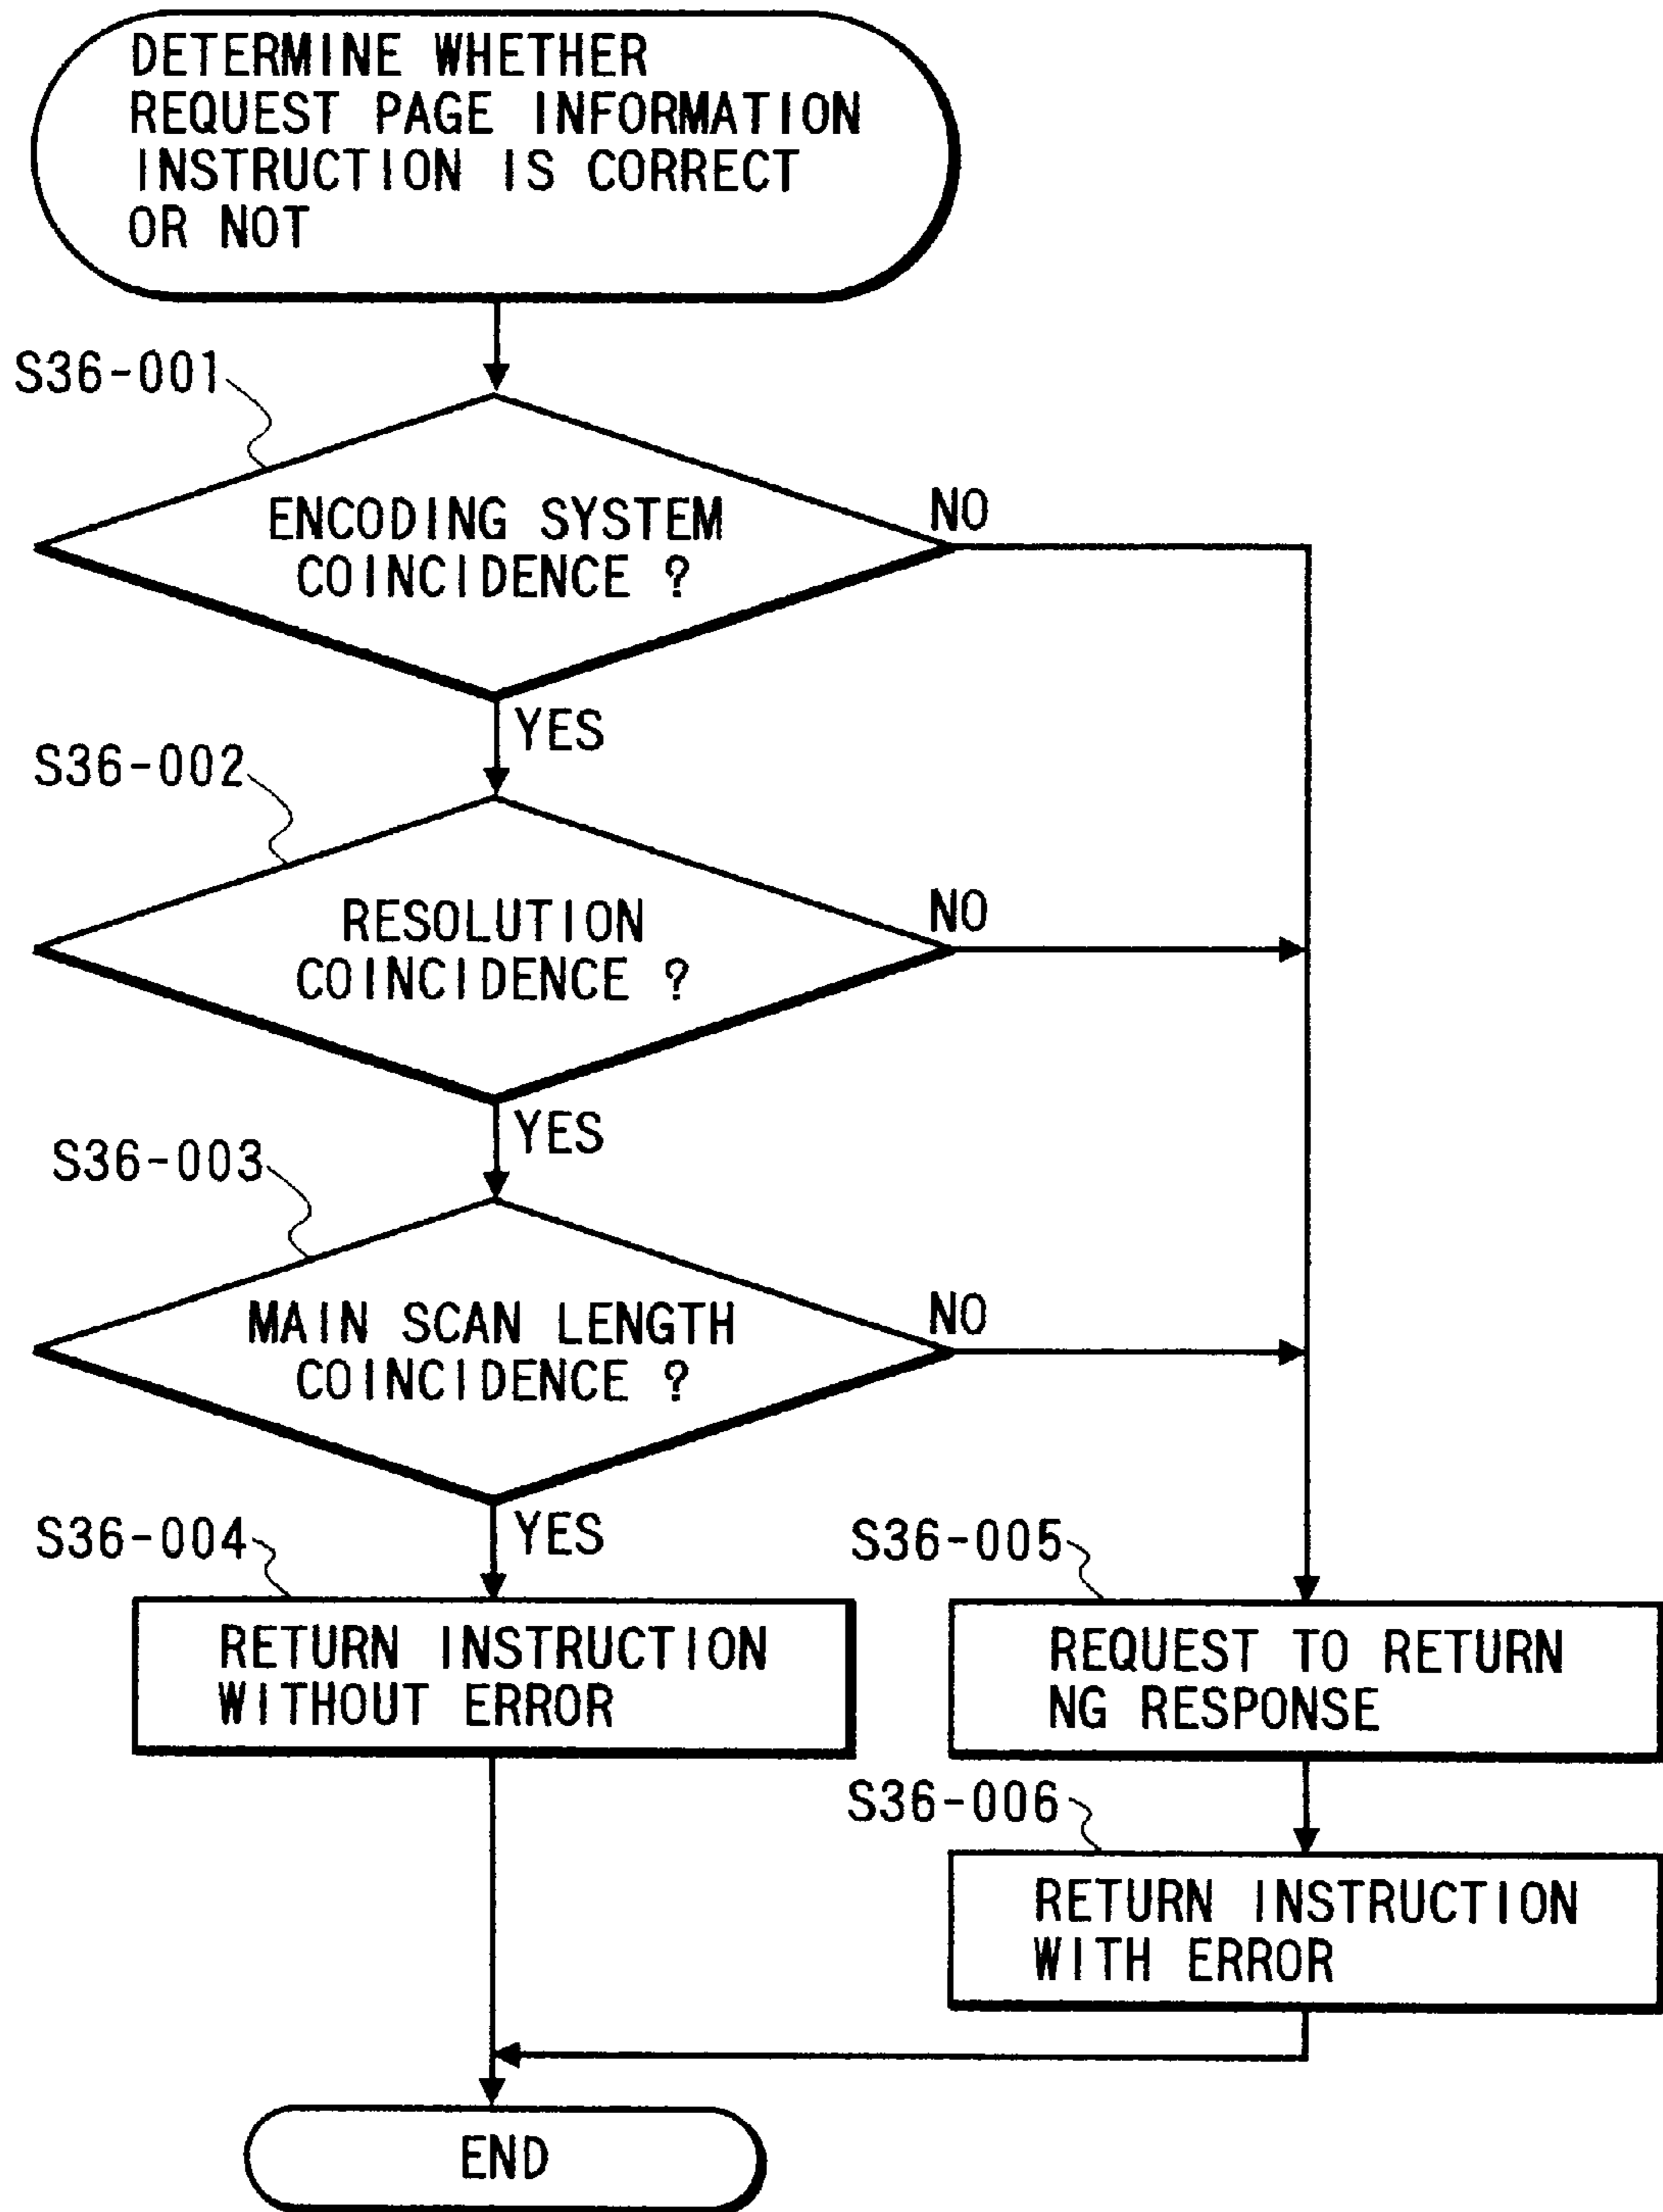 DETERMINE WHETHER
REQUEST PAGE INFORMATION
INSTRUCTION IS CORRECT
OR NOT
S36-001
ENCODING SYSTEM
COINCIDENCE ?
NO
YES
S36-002
RESOLUTION
COINCIDENCE ?
NO
YES
S36-003
MAIN SCAN LENGTH
COINCIDENCE ?
NO
YES
S36-004
RETURN INSTRUCTION
WITHOUT ERROR
S36-005
REQUEST TO RETURN
NG RESPONSE
S36-006
RETURN INSTRUCTION
WITH ERROR
END